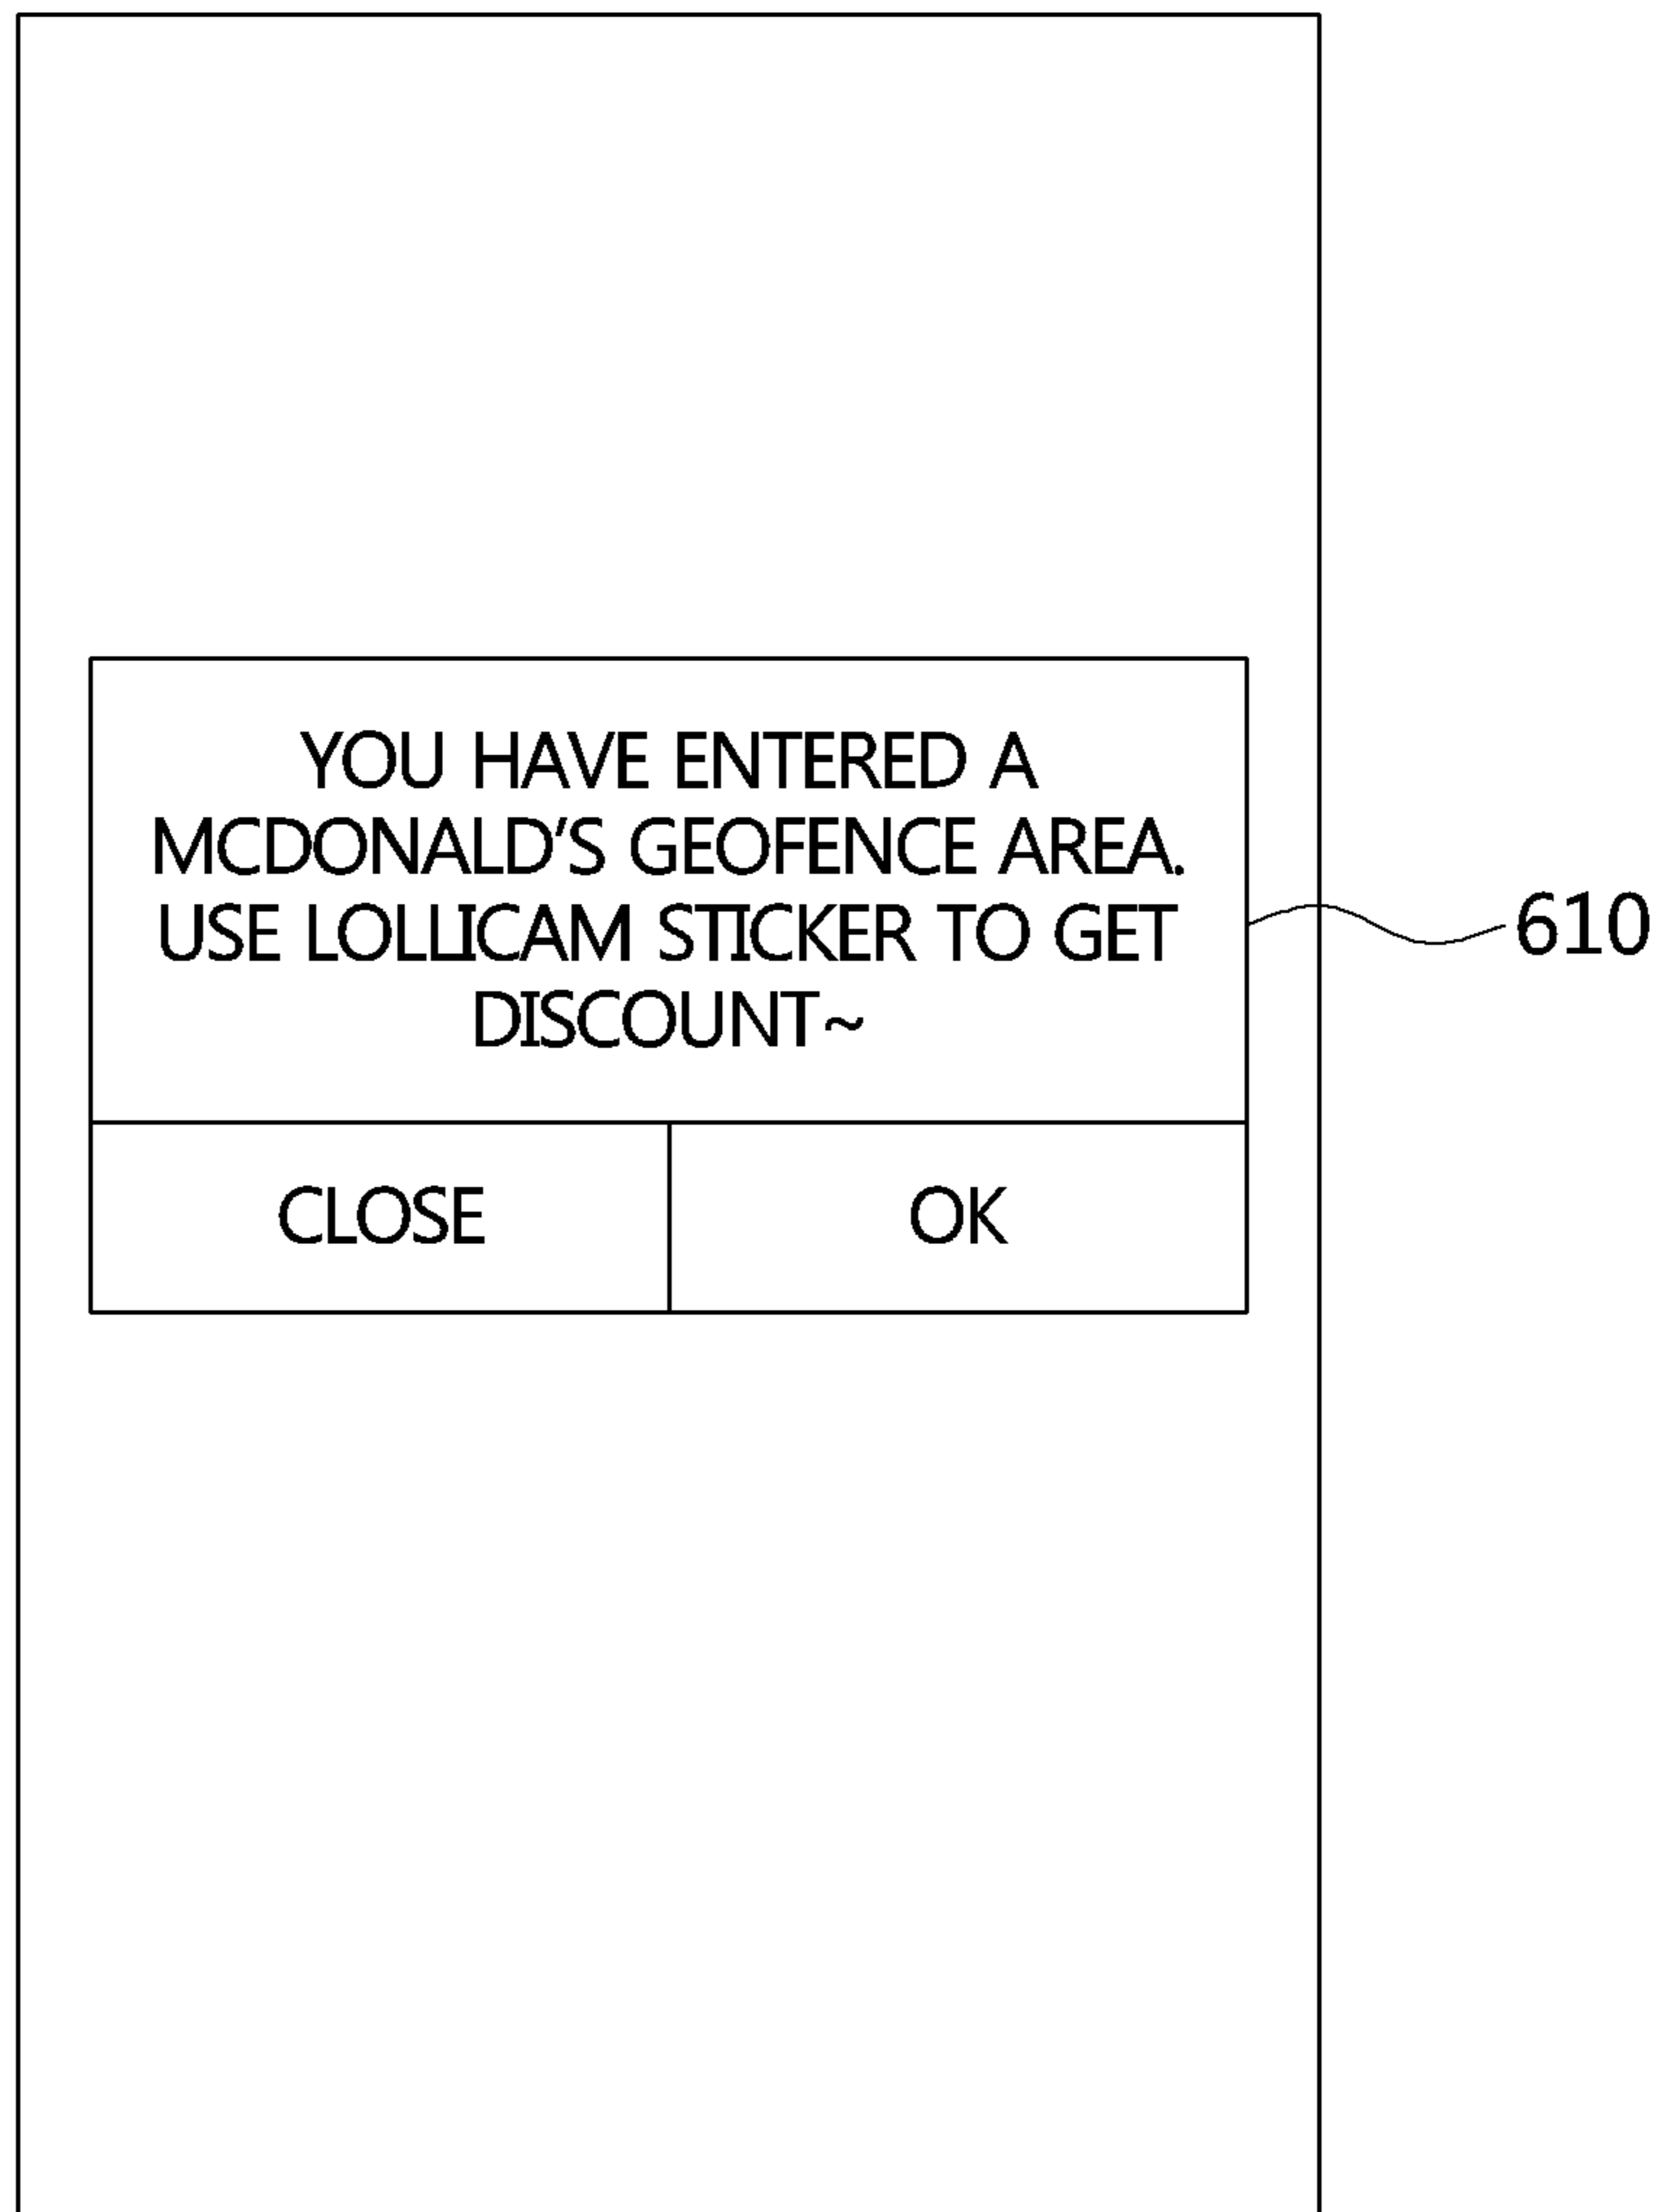 YOU HAVE ENTERED A
MCDONALD'S GEOFENCE AREA.
USE LOLLICAM STICKER TO GET
DISCOUNT~
610
CLOSE
OK